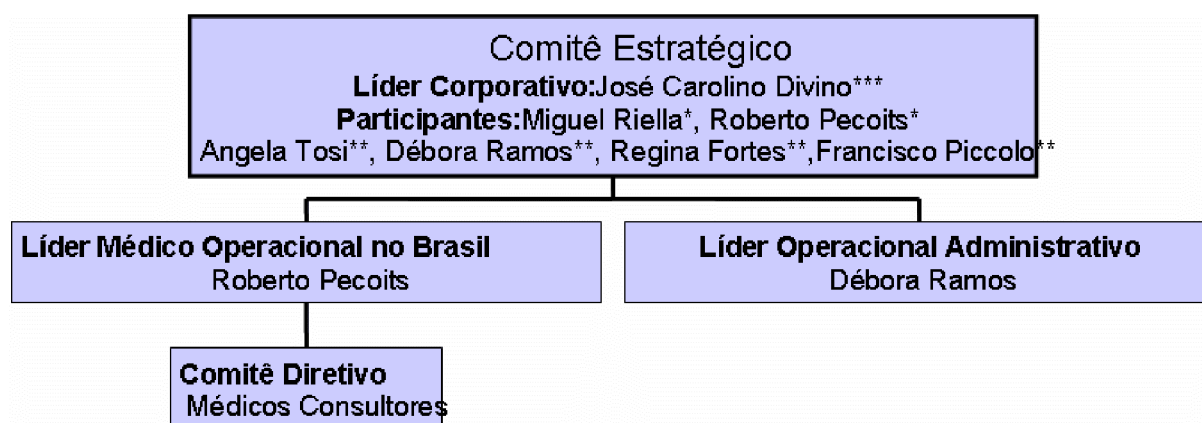 Comitê Estratégico
Líder Corporativo:José Carolino Divino***
Participantes:Miguel Riella*, Roberto Pecoits*
Angela Tosi**, Débora Ramos**, Regina Fortes**,Francisco Piccolo**
Líder Médico Operacional no Brasil
Roberto Pecoits
Líder Operacional Administrativo
Débora Ramos
Comitê Diretivo
Médicos Consultores